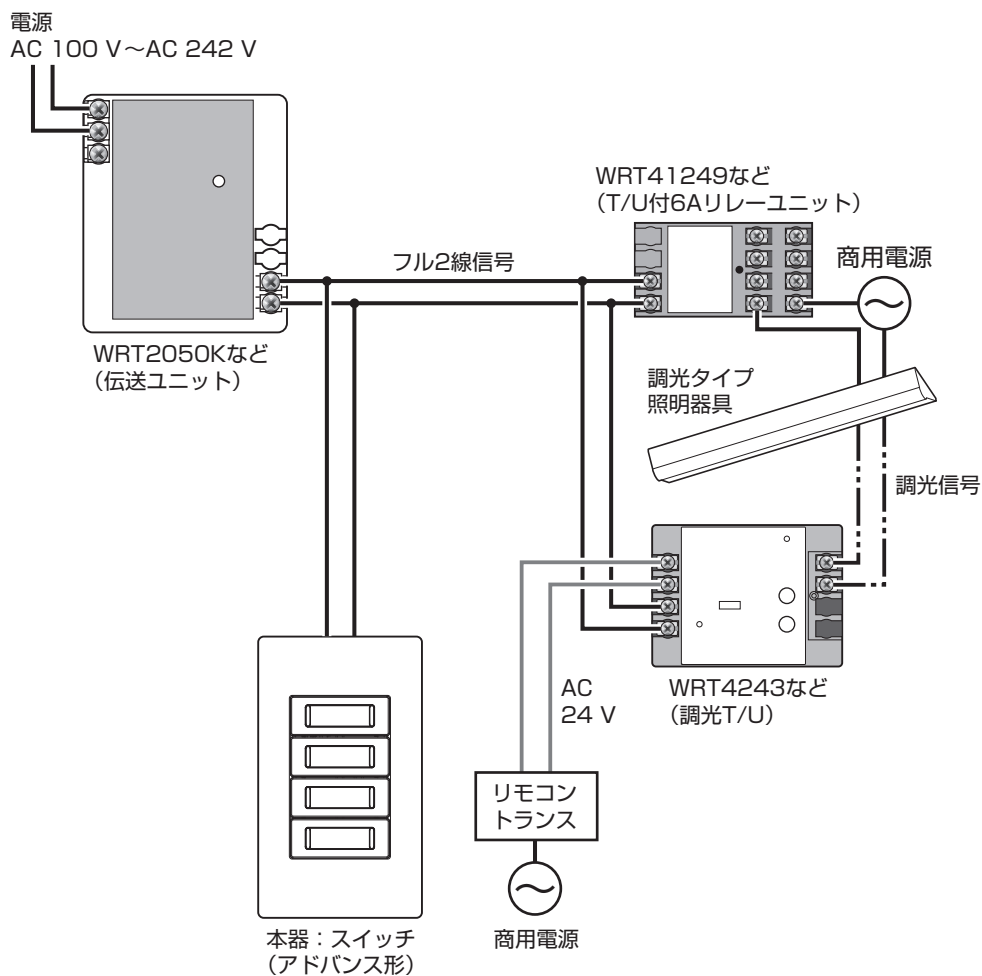 電源
AC 100 V～AC 242 V
WRT41249など
（T/U付6Aリレーユニット）
フル2線信号
商用電源
WRT2050Kなど
（伝送ユニット）
調光タイプ
照明器具
調光信号
AC
24 V
WRT4243など
（調光T/U）
リモコン
トランス
本器：スイッチ
（アドバンス形）
商用電源